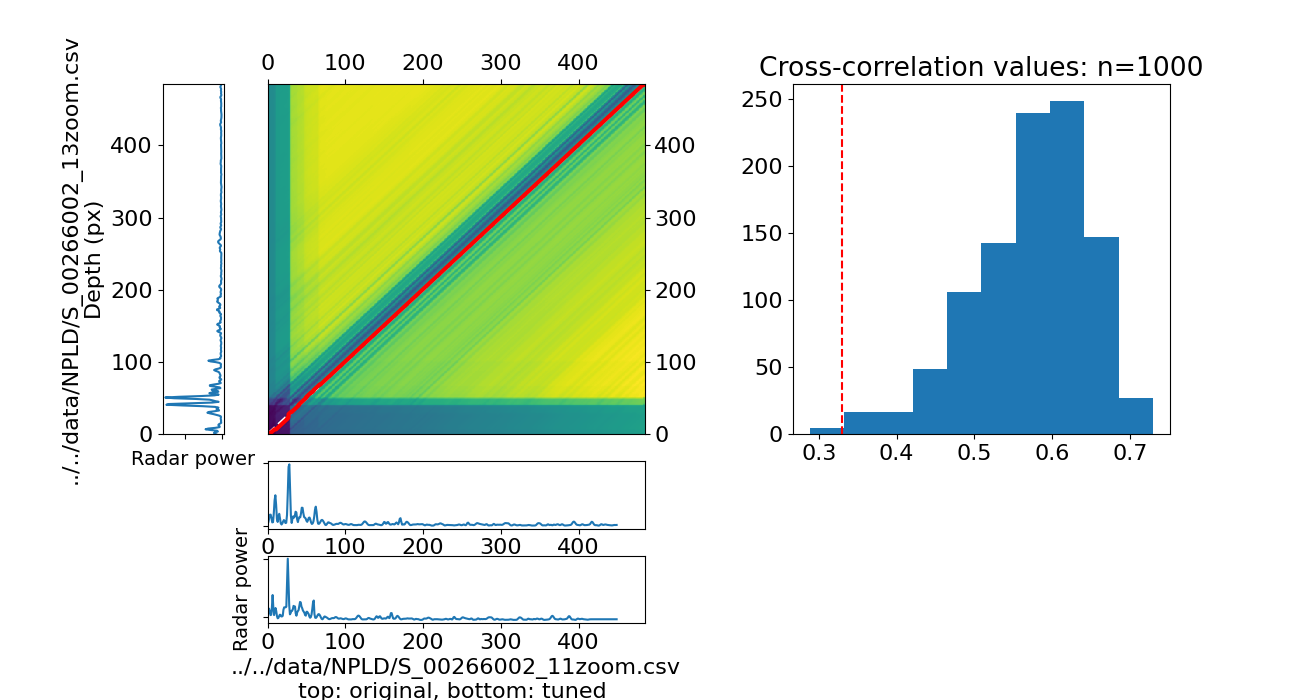 Cross-correlation values: n=1000
0 100 200 300 400
../../data/NPLD/S_00266002_13zoom.csv
Depth (px)
400
300
200
100
0
400
300
200
100
0
250
200
150
100
50
0
0.3 0.4 0.5 0.6 0.7
Radar power
0 100 200 300 400
Radar power
0 100 200 300 400
../../data/NPLD/S_00266002_11zoom.csv
top: original, bottom: tuned